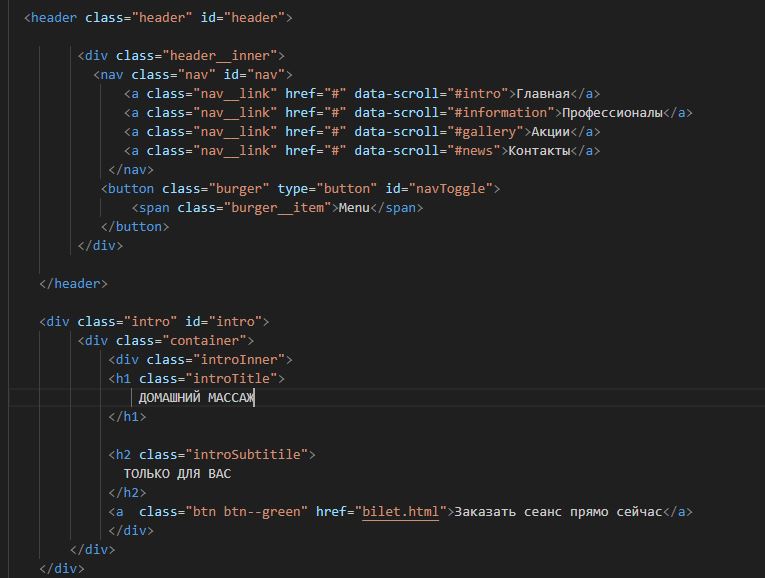 <header class="header" id="header">
<div class="header__inner">
<nav class="nav" id="nav">
<a class="nav__link" href="#" data-scroll="#intro">Главная</a>
<a class="nav__link" href="#" data-scroll="#information">Профессионалы</a>
<a class="nav__link" href="#" data-scroll="#gallery">Акции</a>
<a class="nav__link" href="#" data-scroll="#news">Контакты</a>
</nav>
<button class="burger" type="button" id="navToggle">
<span class="burger__item">Menu</span>
</button>
</div>
</header>
<div class="intro" id="intro">
<div class="container">
<div class="introInner">
<h1 class="introTitle">
ДОМАШНИЙ МАССАЖ
</h1>
<h2 class="introSubtitile">
ТОЛЬКО ДЛЯ ВАС
</h2>
<a  class="btn btn--green" href="bilet.html">Заказать сеанс прямо сейчас</a>
</div>
</div>
</div>